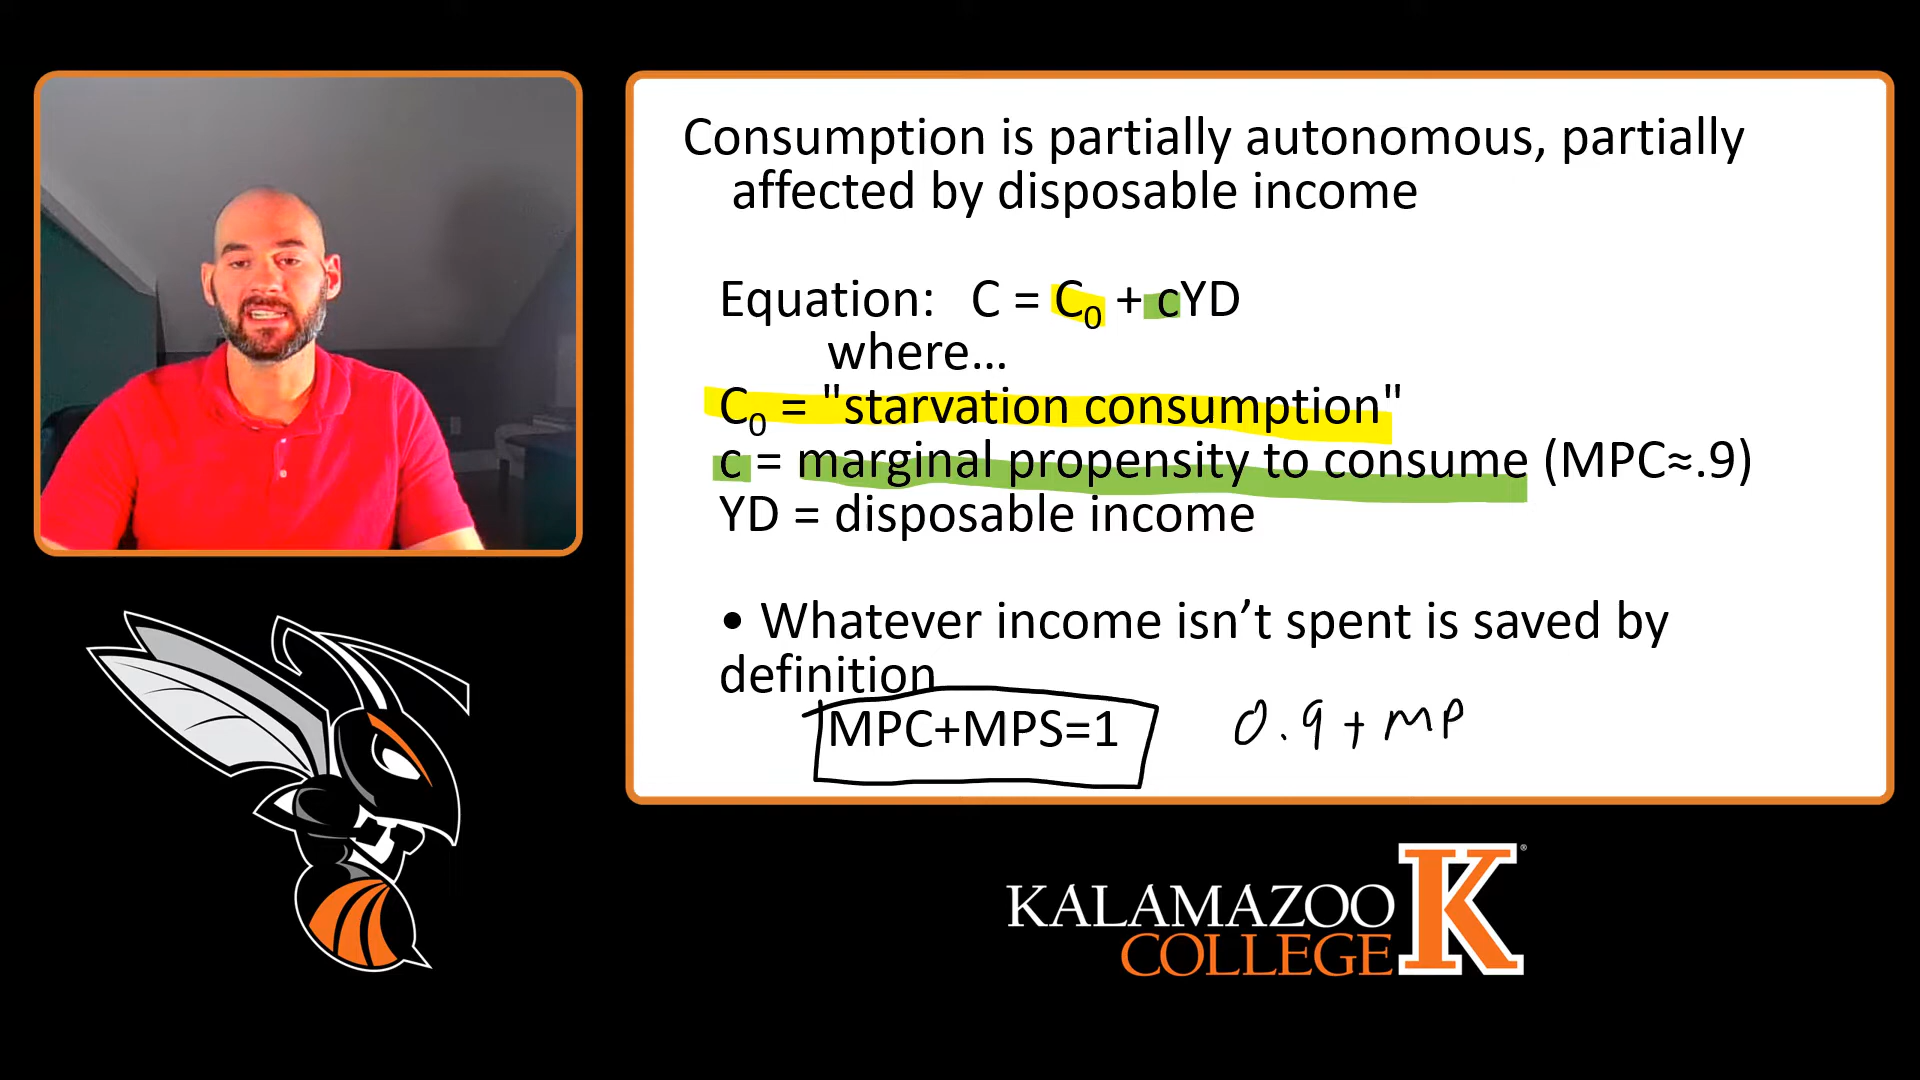 Consumption is partially autonomous, partially
affected by disposable income
Equation: C = C₀ + cYD
where...
C₀ = "starvation consumption"
c = marginal propensity to consume (MPC≈.9)
YD = disposable income
• Whatever income isn’t spent is saved by
definition
MPC+MPS=1 0.9 + MP
KALAMAZOO
COLLEGE
K®